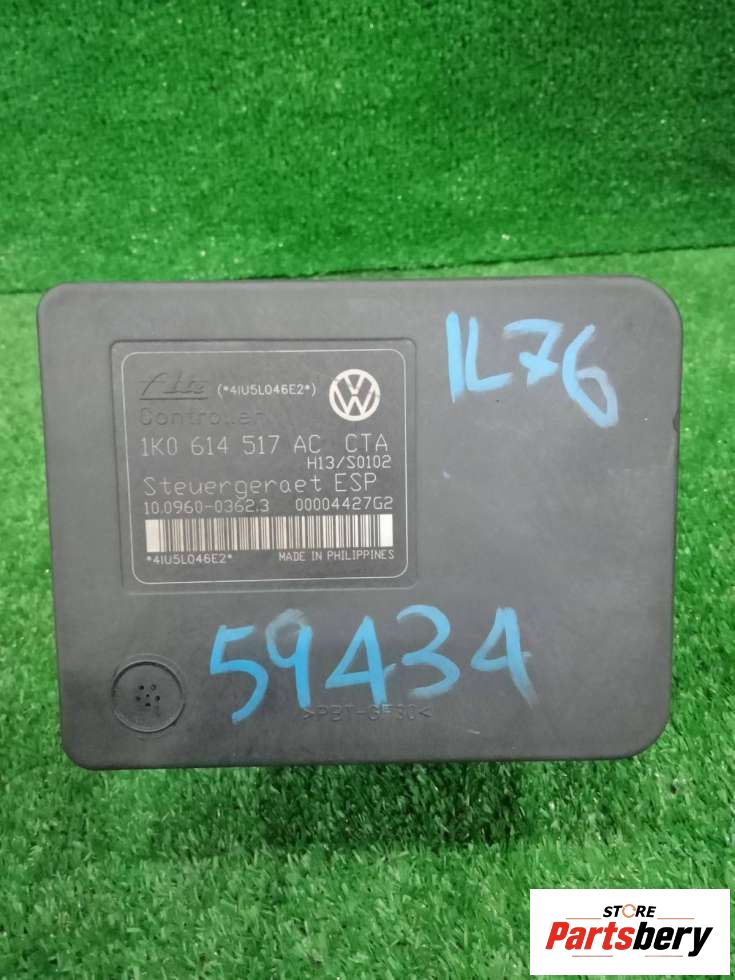 1L76
Ate (*4IU5L046E2*)
Controller
1K0 614 517 AC CTA
H13/S0102
Steuergeraet ESP
10.0960-0362.3 00004427G2
*4IU5L046E2* MADE IN PHILIPPINES
59434
>PBT-GF30<
STORE
Partsbery